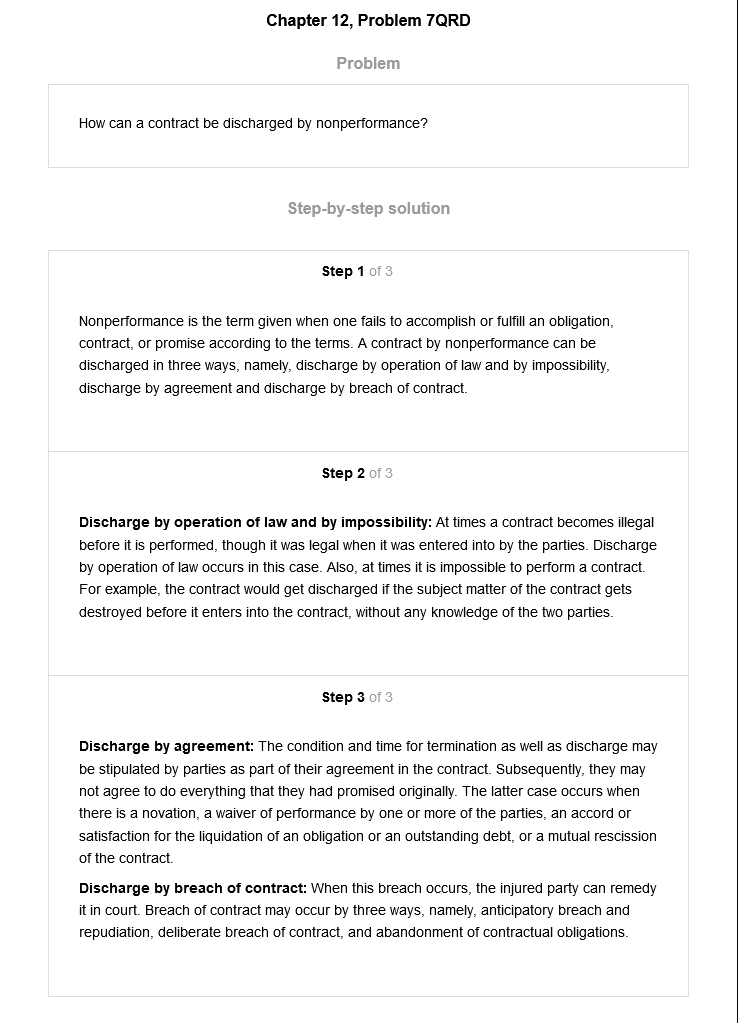 Chapter 12, Problem 7QRD
Problem
How can a contract be discharged by nonperformance?
Step-by-step solution
Step 1 of 3
Nonperformance is the term given when one fails to accomplish or fulfill an obligation,
contract, or promise according to the terms. A contract by nonperformance can be
discharged in three ways, namely, discharge by operation of law and by impossibility,
discharge by agreement and discharge by breach of contract.
Step 2 of 3
Discharge by operation of law and by impossibility: At times a contract becomes illegal
before it is performed, though it was legal when it was entered into by the parties. Discharge
by operation of law occurs in this case. Also, at times it is impossible to perform a contract.
For example, the contract would get discharged if the subject matter of the contract gets
destroyed before it enters into the contract, without any knowledge of the two parties.
Step 3 of 3
Discharge by agreement: The condition and time for termination as well as discharge may
be stipulated by parties as part of their agreement in the contract. Subsequently, they may
not agree to do everything that they had promised originally. The latter case occurs when
there is a novation, a waiver of performance by one or more of the parties, an accord or
satisfaction for the liquidation of an obligation or an outstanding debt, or a mutual rescission
of the contract.
Discharge by breach of contract: When this breach occurs, the injured party can remedy
it in court. Breach of contract may occur by three ways, namely, anticipatory breach and
repudiation, deliberate breach of contract, and abandonment of contractual obligations.